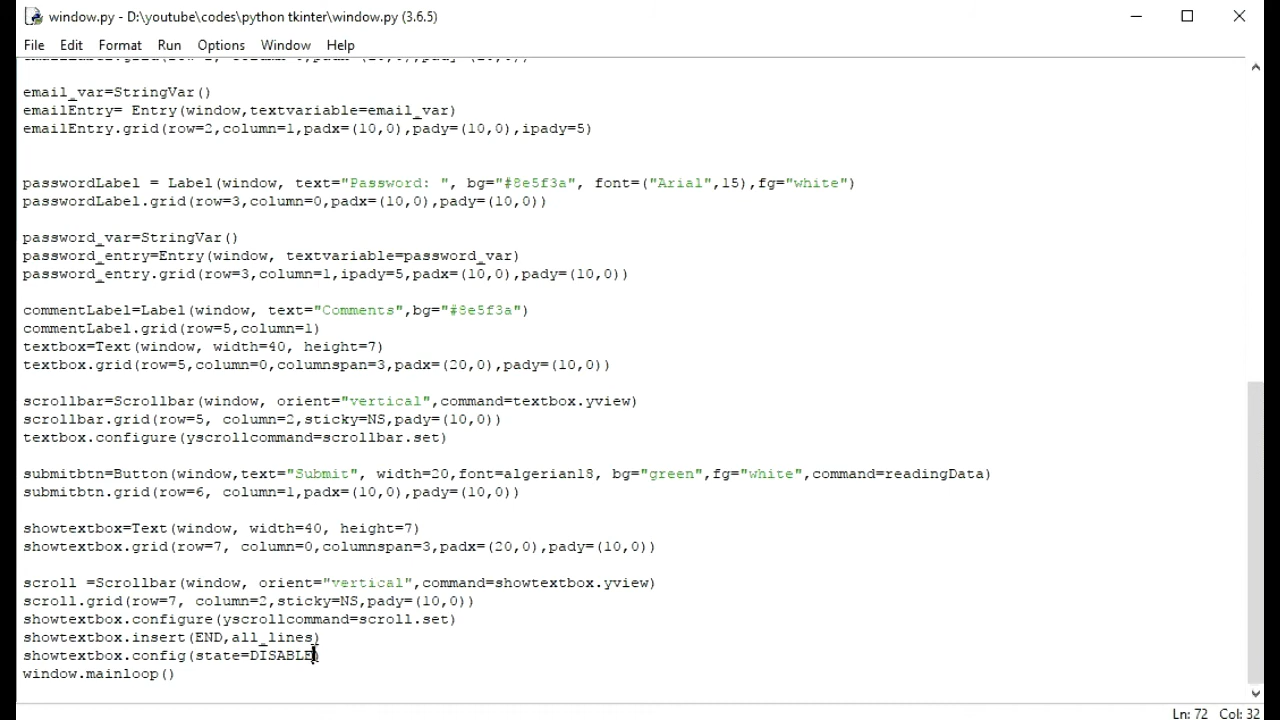 window.py - D:\youtube\codes\python tkinter\window.py (3.6.5)
File Edit Format Run Options Window Help
email_var=StringVar()
emailEntry= Entry(window,textvariable=email_var)
emailEntry.grid(row=2,column=1,padx=(10,0),pady=(10,0),ipady=5)
passwordLabel = Label(window, text="Password: ", bg="#8e5f3a", font=("Arial",15),fg="white")
passwordLabel.grid(row=3,column=0,padx=(10,0),pady=(10,0))
password_var=StringVar()
password_entry=Entry(window, textvariable=password_var)
password_entry.grid(row=3,column=1,ipady=5,padx=(10,0),pady=(10,0))
commentLabel=Label(window, text="Comments",bg="#8e5f3a")
commentLabel.grid(row=5,column=1)
textbox=Text(window, width=40, height=7)
textbox.grid(row=5,column=0,columnspan=3,padx=(20,0),pady=(10,0))
scrollbar=Scrollbar(window, orient="vertical",command=textbox.yview)
scrollbar.grid(row=5, column=2,sticky=NS,pady=(10,0))
textbox.configure(yscrollcommand=scrollbar.set)
submitbtn=Button(window,text="Submit", width=20,font=algerian18, bg="green",fg="white",command=readingData)
submitbtn.grid(row=6, column=1,padx=(10,0),pady=(10,0))
showtextbox=Text(window, width=40, height=7)
showtextbox.grid(row=7, column=0,columnspan=3,padx=(20,0),pady=(10,0))
scroll =Scrollbar(window, orient="vertical",command=showtextbox.yview)
scroll.grid(row=7, column=2,sticky=NS,pady=(10,0))
showtextbox.configure(yscrollcommand=scroll.set)
showtextbox.insert(END,all_lines)
showtextbox.config(state=DISABLE)
window.mainloop()
Ln: 72 Col: 32